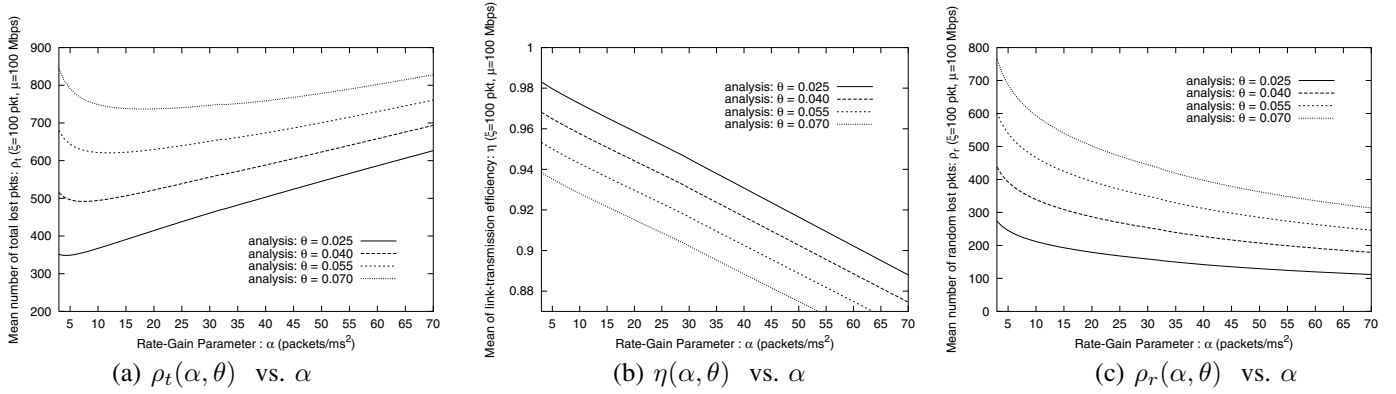 Mean number of total lost pkts: ρt (ξ=100 pkt, μ=100 Mbps)
900
800
700
600
500
400
300
200
analysis: θ = 0.025
analysis: θ = 0.040
analysis: θ = 0.055
analysis: θ = 0.070
5 10 15 20 25 30 35 40 45 50 55 60 65 70
Rate-Gain Parameter : α (packets/ms²)
(a) ρt(α, θ) vs. α
Mean of link-transmission efficiency: η (ξ=100 pkt, μ=100 Mbps)
1
0.98
0.96
0.94
0.92
0.9
0.88
analysis: θ = 0.025
analysis: θ = 0.040
analysis: θ = 0.055
analysis: θ = 0.070
5 10 15 20 25 30 35 40 45 50 55 60 65 70
Rate-Gain Parameter : α (packets/ms²)
(b) η(α, θ) vs. α
Mean number of random lost pkts: ρr (ξ=100 pkt, μ=100 Mbps)
800
700
600
500
400
300
200
100
0
analysis: θ = 0.025
analysis: θ = 0.040
analysis: θ = 0.055
analysis: θ = 0.070
5 10 15 20 25 30 35 40 45 50 55 60 65 70
Rate-Gain Parameter : α (packets/ms²)
(c) ρr(α, θ) vs. α